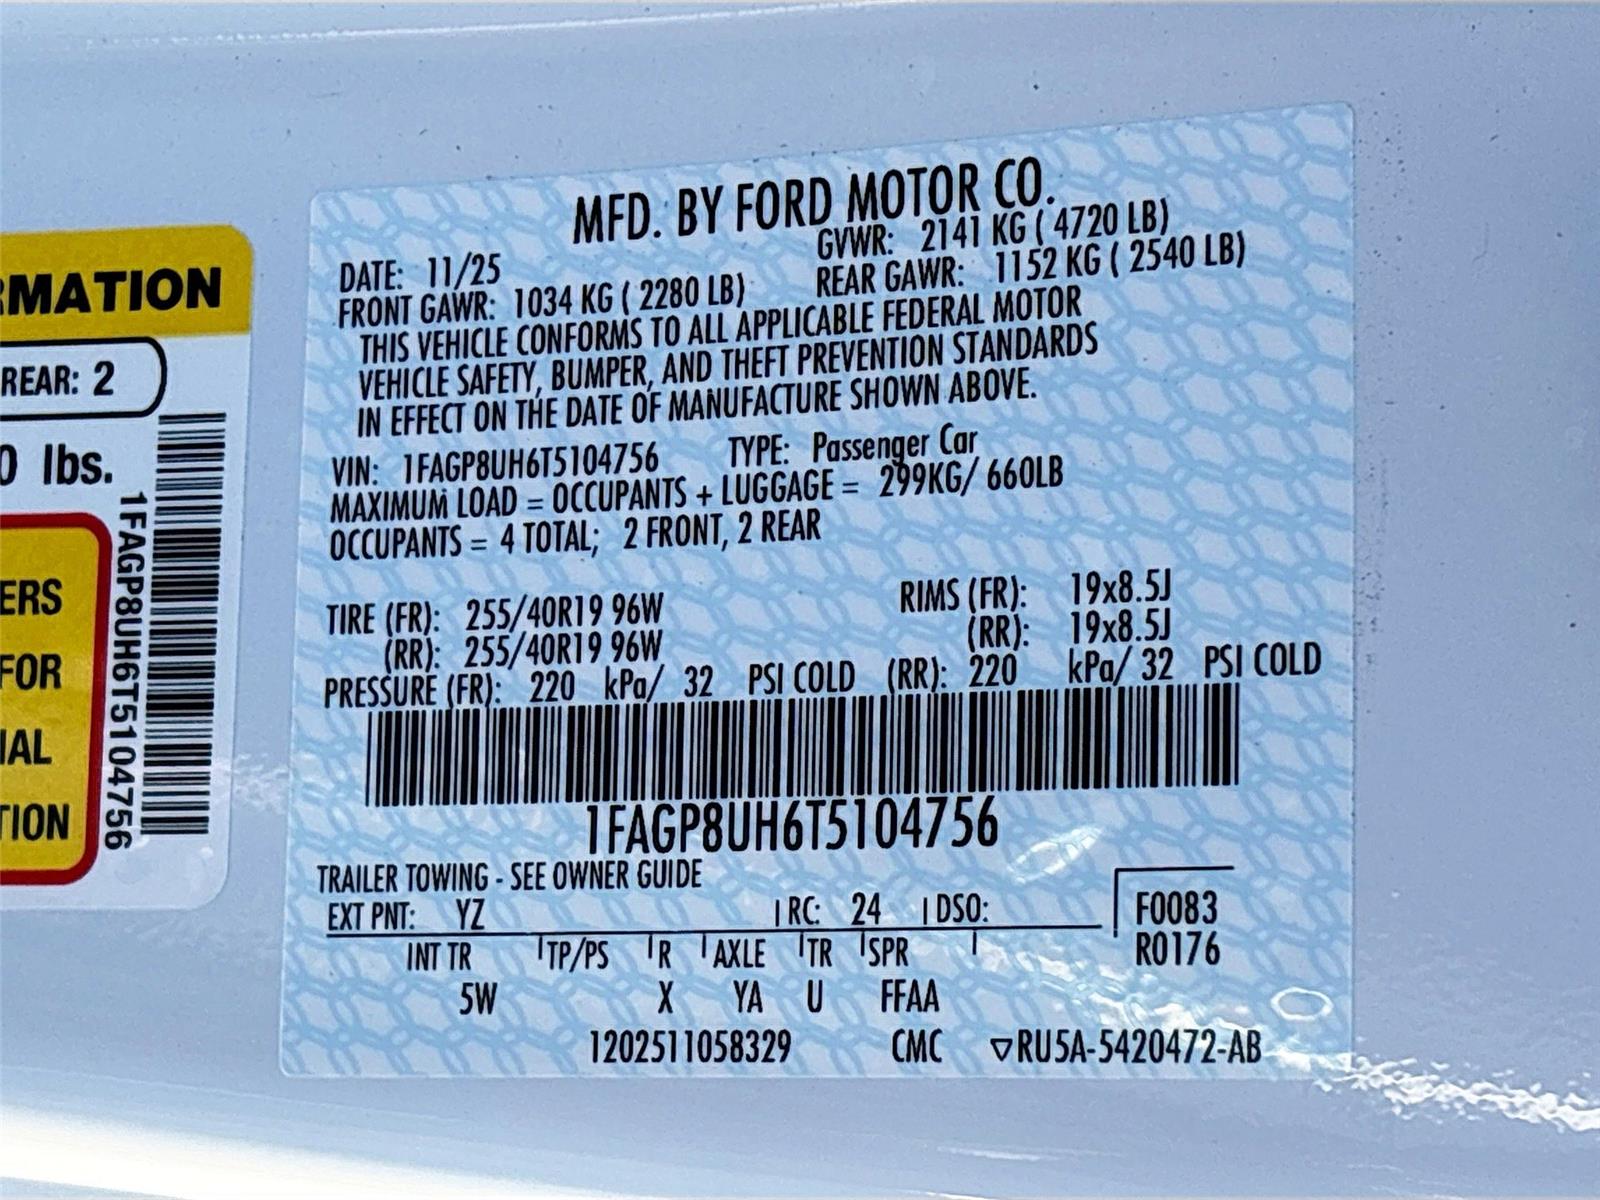 RMATION
REAR: 2
0 lbs.
ERS
FOR
IAL
TION
1FAGP8UH6T5104756
MFD. BY FORD MOTOR CO.
DATE: 11/25 GVWR: 2141 KG ( 4720 LB)
FRONT GAWR: 1034 KG ( 2280 LB) REAR GAWR: 1152 KG ( 2540 LB)
THIS VEHICLE CONFORMS TO ALL APPLICABLE FEDERAL MOTOR
VEHICLE SAFETY, BUMPER, AND THEFT PREVENTION STANDARDS
IN EFFECT ON THE DATE OF MANUFACTURE SHOWN ABOVE.
VIN: 1FAGP8UH6T5104756 TYPE: Passenger Car
MAXIMUM LOAD = OCCUPANTS + LUGGAGE = 299KG/ 660LB
OCCUPANTS = 4 TOTAL; 2 FRONT, 2 REAR
TIRE (FR): 255/40R19 96W RIMS (FR): 19x8.5J
(RR): 255/40R19 96W (RR): 19x8.5J
PRESSURE (FR): 220 kPa/ 32 PSI COLD (RR): 220 kPa/ 32 PSI COLD
1FAGP8UH6T5104756
TRAILER TOWING - SEE OWNER GUIDE
EXT PNT: YZ RC: 24 DSO: F0083
R0176
INT TR TP/PS R AXLE TR SPR
5W X YA U FFAA
1202511058329 CMC ▽RU5A-5420472-AB